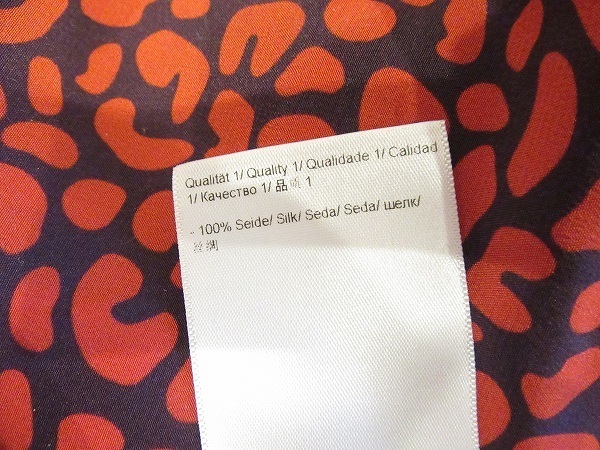 Qualität 1/ Quality 1/ Qualidade 1/ Calidad
1/ Качество 1/ 品质 1
- 100% Seide/ Silk/ Seda/ Seda/ шелк/
丝绸